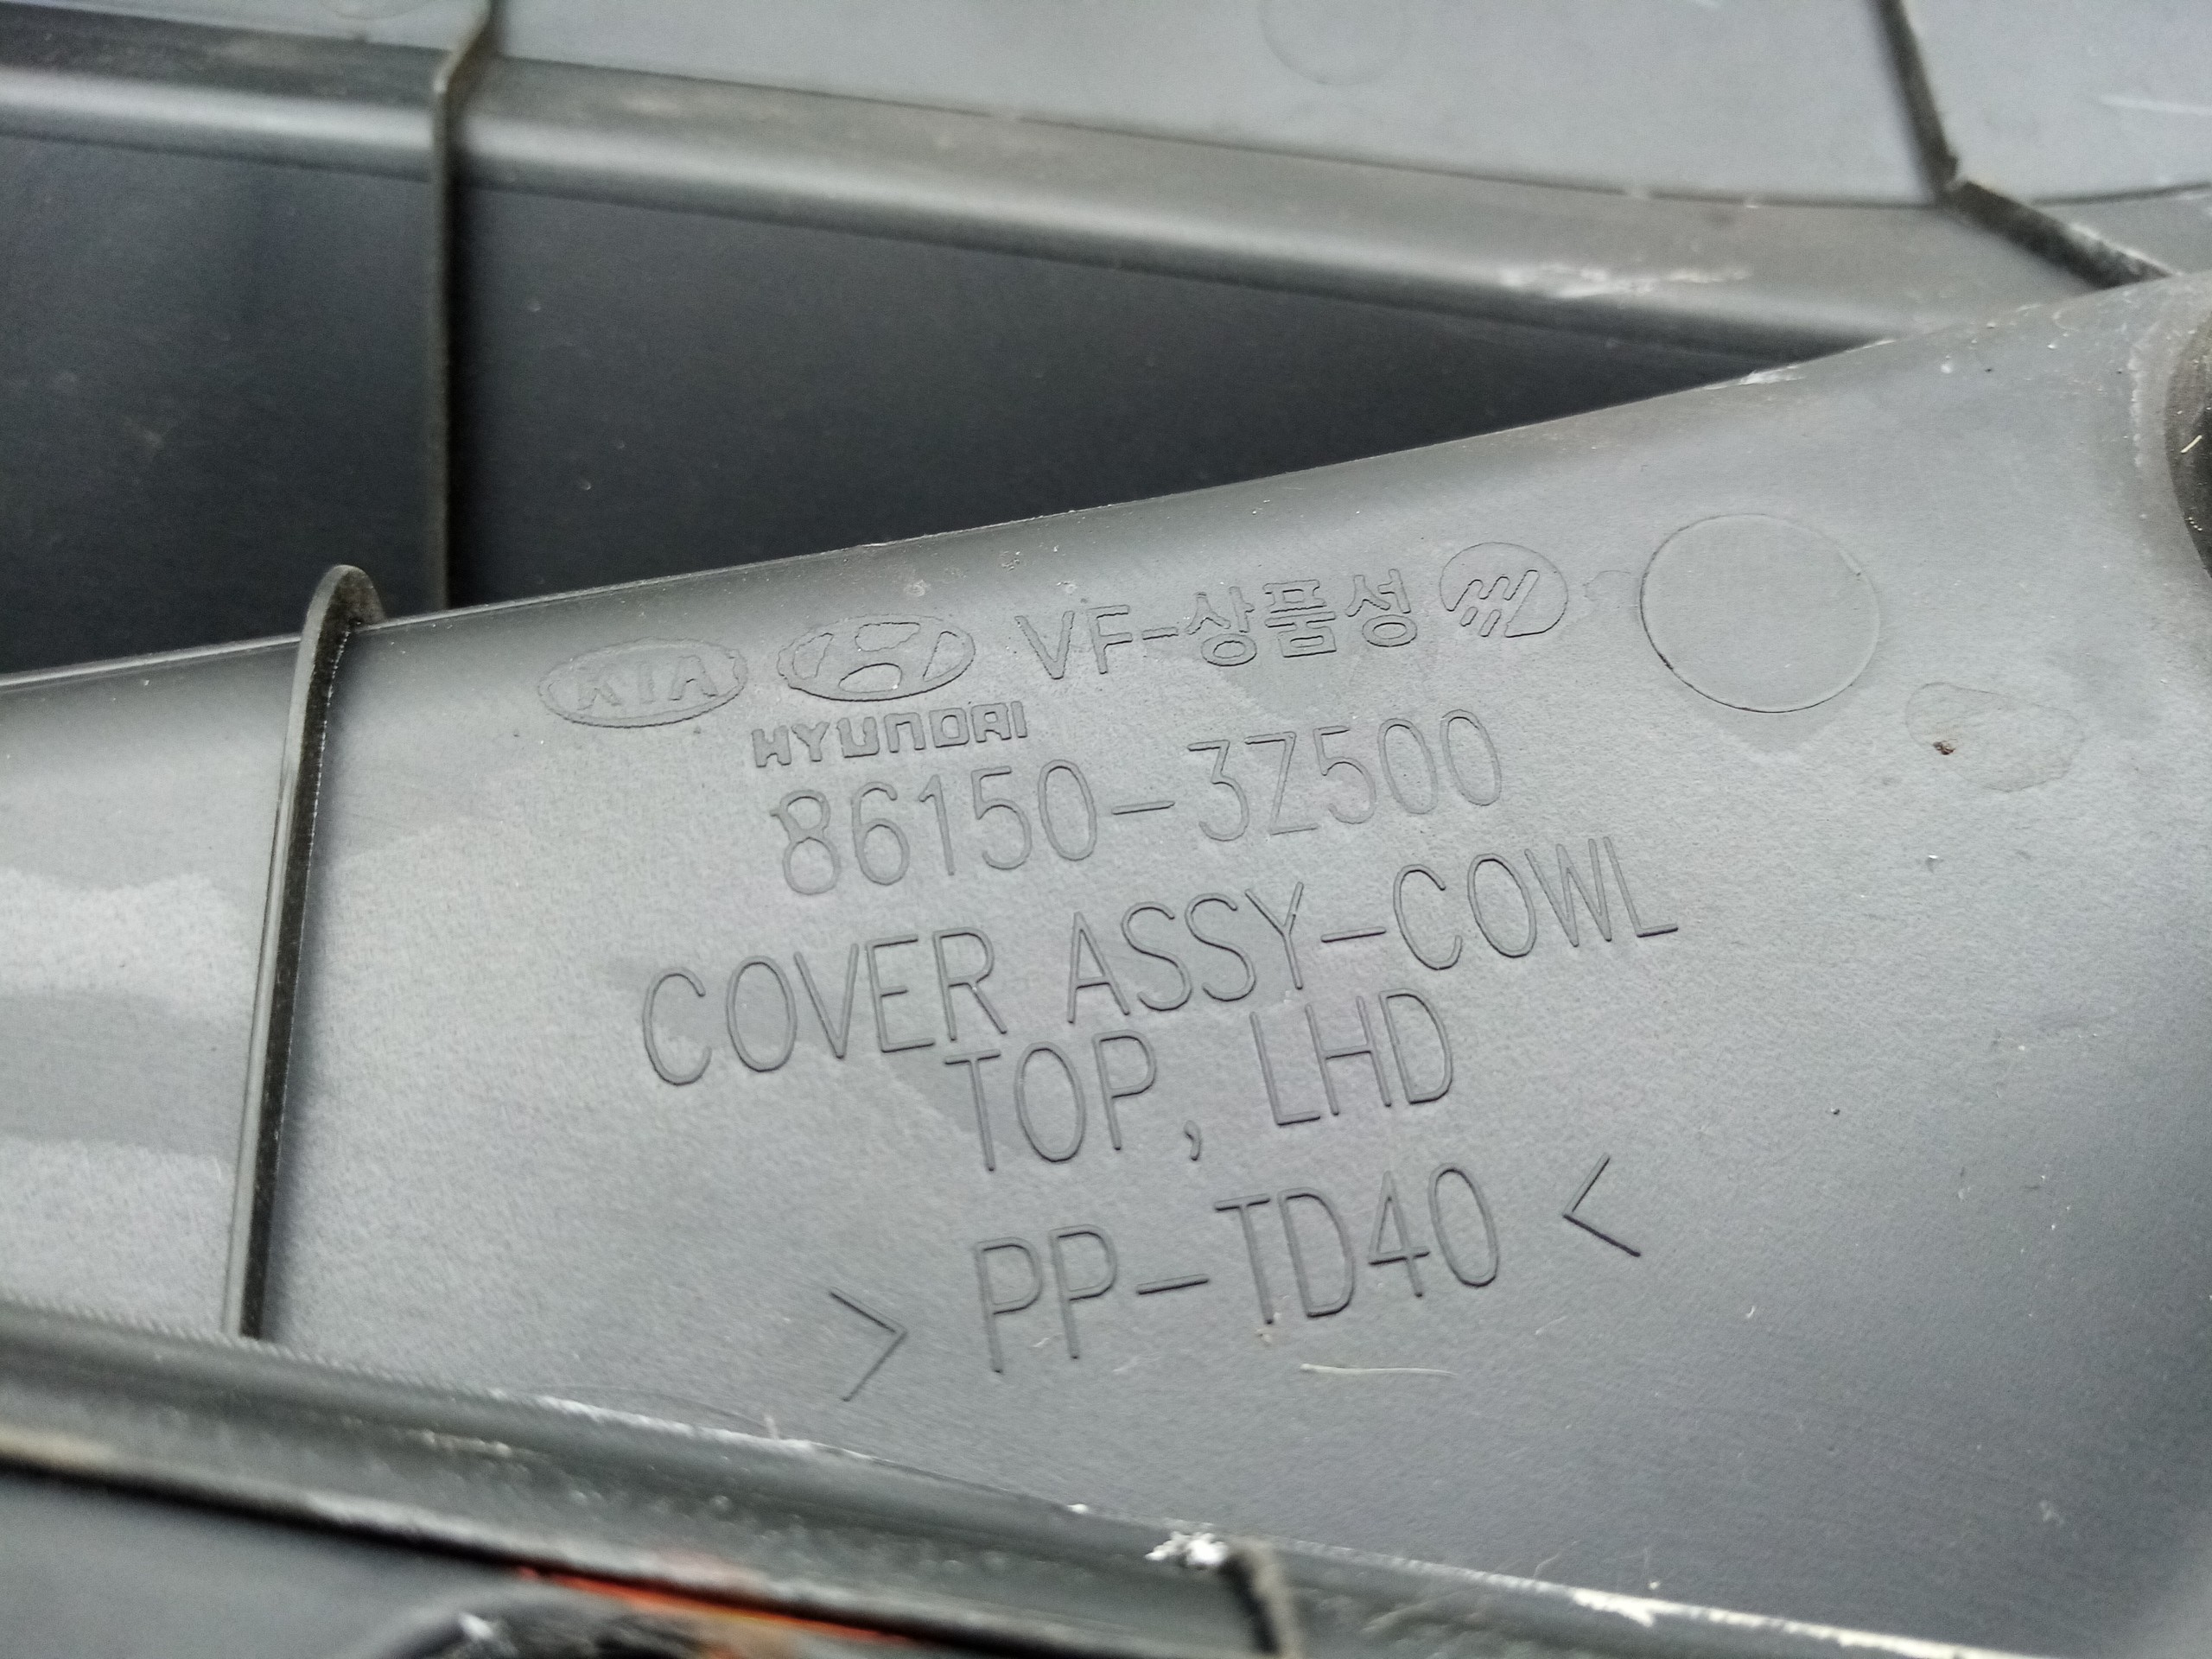 KIA HYUNDAI VF-상품성
86150-3Z500
COVER ASSY-COWL
TOP, LHD
> PP-TD40 <